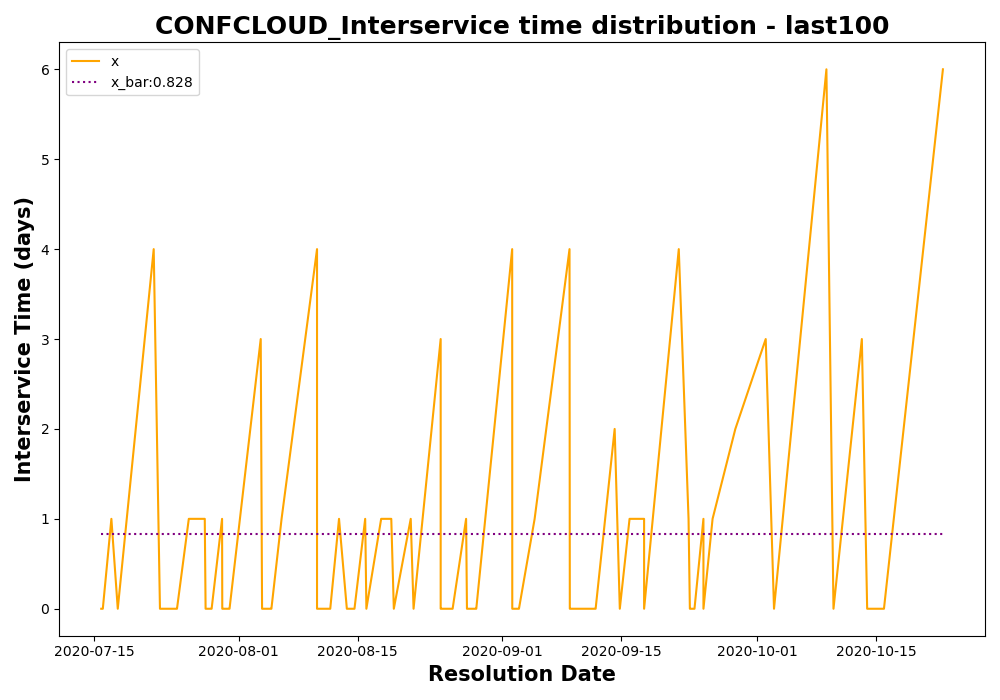 CONFCLOUD_Interservice time distribution - last100
x
x_bar:0.828
Interservice Time (days)
6
5
4
3
2
1
0
2020-07-15
2020-08-01
2020-08-15
2020-09-01
2020-09-15
2020-10-01
2020-10-15
Resolution Date